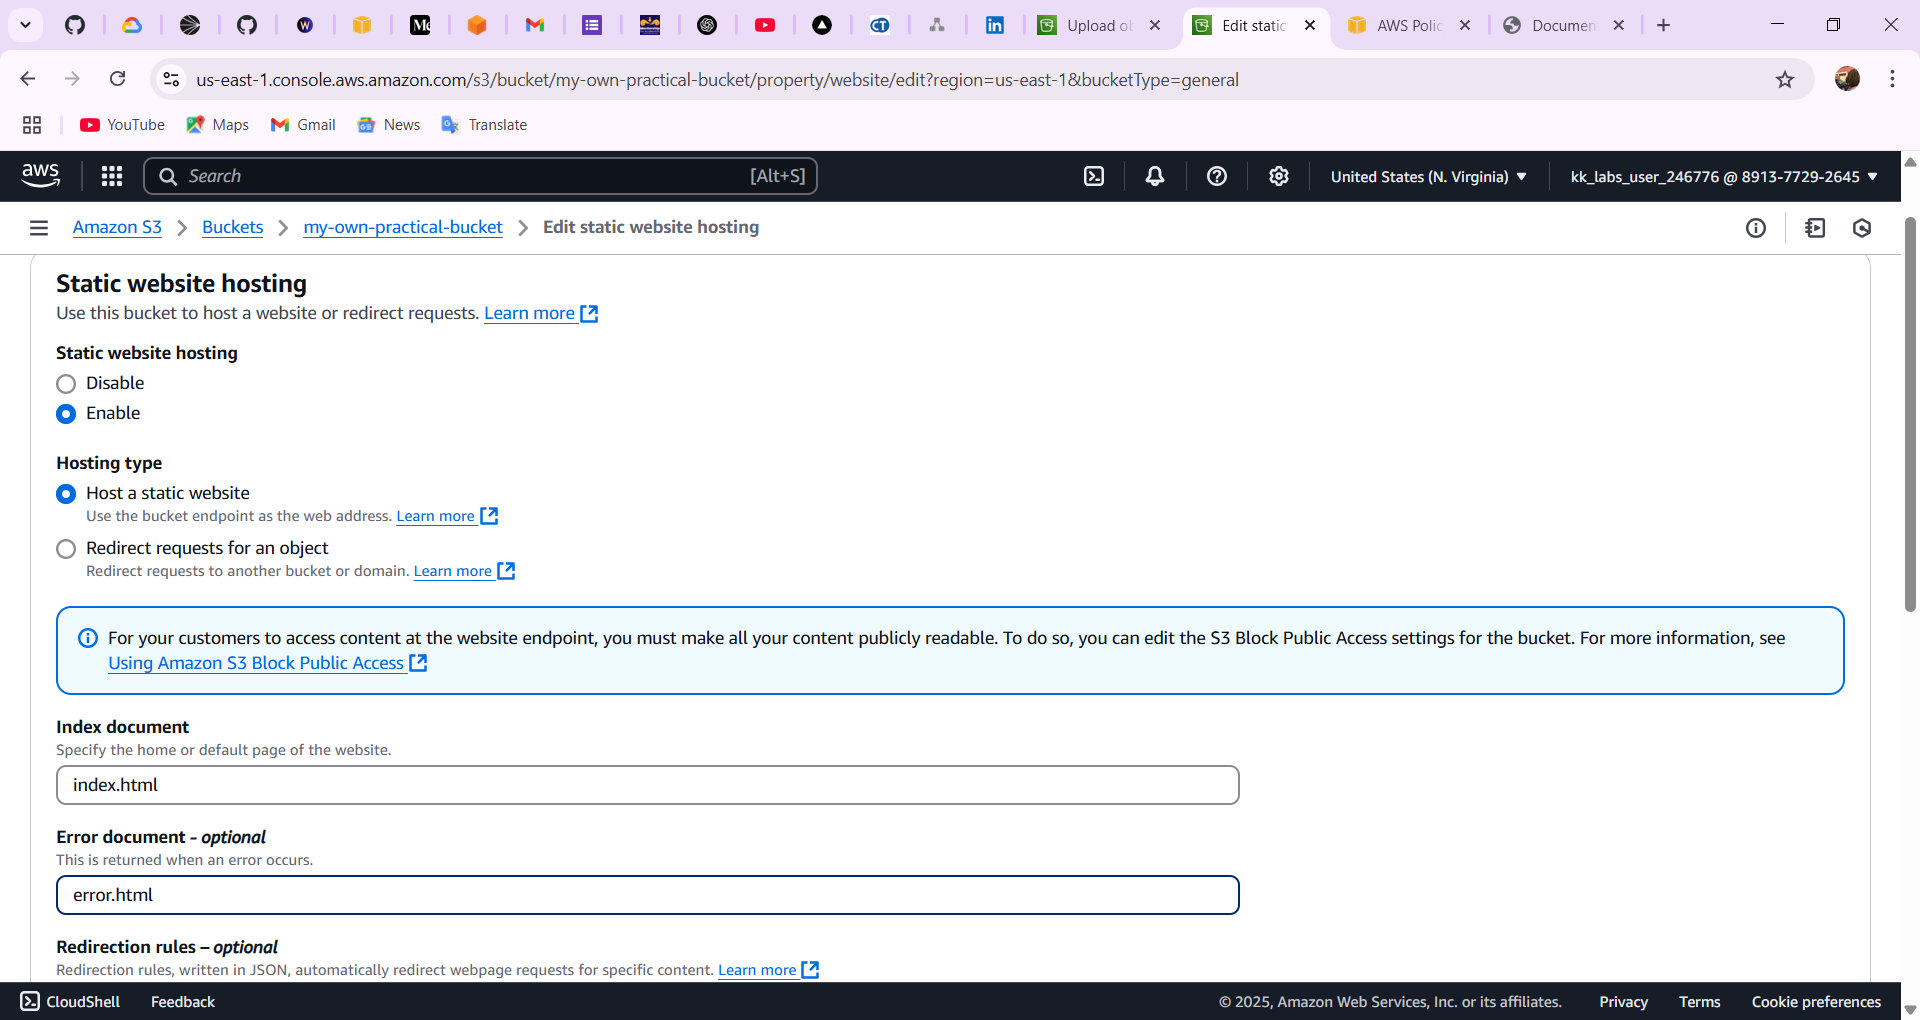 Upload ob
Edit static
AWS Polic
Documen
us-east-1.console.aws.amazon.com/s3/bucket/my-own-practical-bucket/property/website/edit?region=us-east-1&bucketType=general
YouTube
Maps
Gmail
News
Translate
aws
Search
[Alt+S]
United States (N. Virginia)
kk_labs_user_246776 @ 8913-7729-2645
Amazon S3
Buckets
my-own-practical-bucket
Edit static website hosting
Static website hosting
Use this bucket to host a website or redirect requests. Learn more
Static website hosting
Disable
Enable
Hosting type
Host a static website
Use the bucket endpoint as the web address. Learn more
Redirect requests for an object
Redirect requests to another bucket or domain. Learn more
For your customers to access content at the website endpoint, you must make all your content publicly readable. To do so, you can edit the S3 Block Public Access settings for the bucket. For more information, see
Using Amazon S3 Block Public Access
Index document
Specify the home or default page of the website.
index.html
Error document - optional
This is returned when an error occurs.
error.html
Redirection rules – optional
Redirection rules, written in JSON, automatically redirect webpage requests for specific content. Learn more
CloudShell
Feedback
© 2025, Amazon Web Services, Inc. or its affiliates.
Privacy
Terms
Cookie preferences